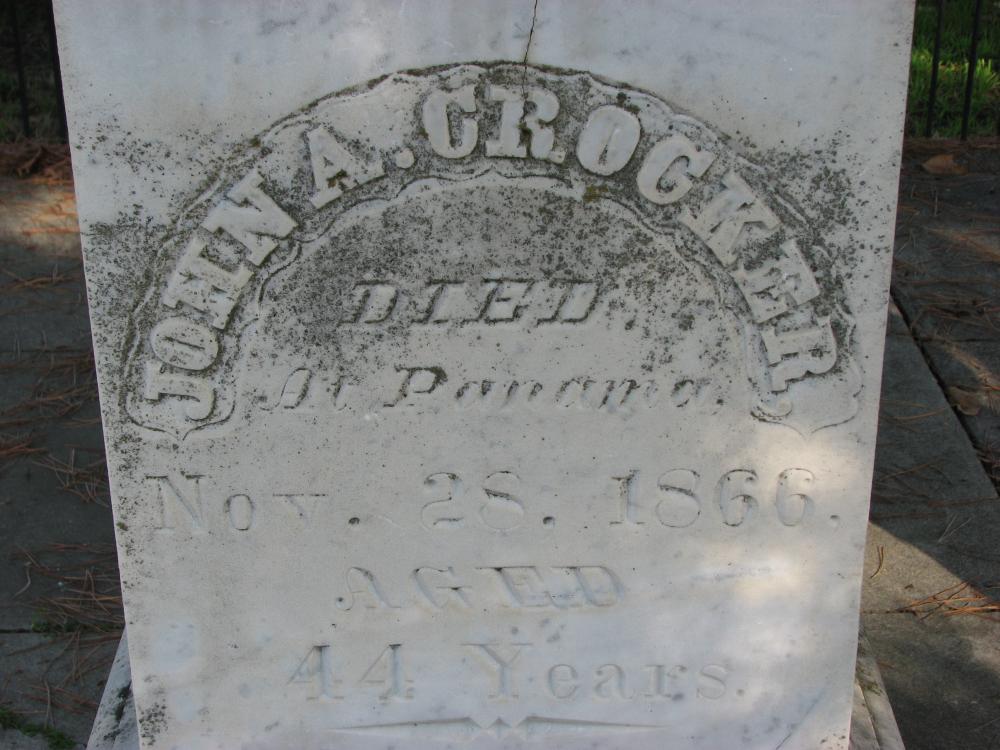 JOHN A. CROCKER
DIED,
At Panama,
Nov. 28. 1866.
AGED
44 Years.